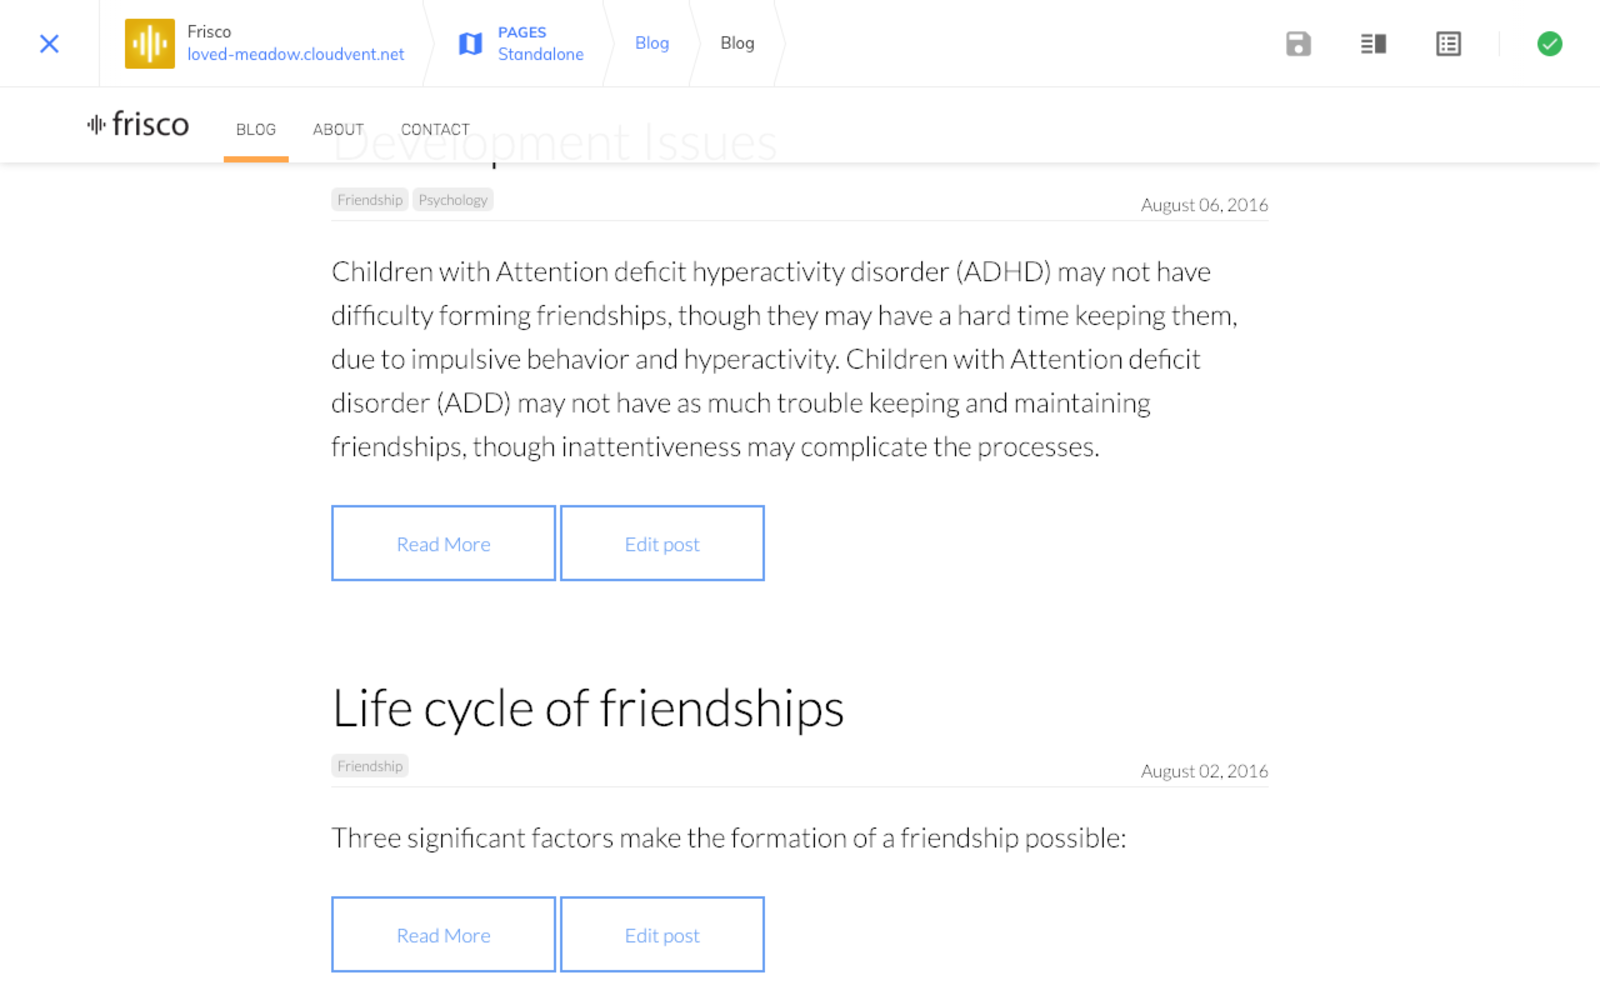 Frisco
loved-meadow.cloudvent.net
PAGES
Standalone
Blog
Blog
frisco
BLOG
ABOUT
CONTACT
Development Issues
Friendship
Psychology
August 06, 2016
Children with Attention deficit hyperactivity disorder (ADHD) may not have
difficulty forming friendships, though they may have a hard time keeping them,
due to impulsive behavior and hyperactivity. Children with Attention deficit
disorder (ADD) may not have as much trouble keeping and maintaining
friendships, though inattentiveness may complicate the processes.
Read More
Edit post
Life cycle of friendships
Friendship
August 02, 2016
Three significant factors make the formation of a friendship possible:
Read More
Edit post